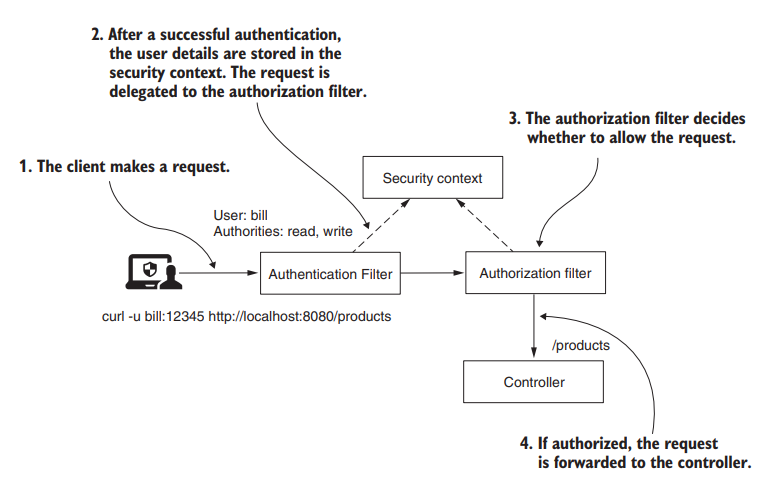 2. After a successful authentication,
the user details are stored in the
security context. The request is
delegated to the authorization filter.
3. The authorization filter decides
whether to allow the request.
1. The client makes a request.
Security context
User: bill
Authorities: read, write
Authentication Filter
Authorization filter
curl -u bill:12345 http://localhost:8080/products
/products
Controller
4. If authorized, the request
is forwarded to the controller.